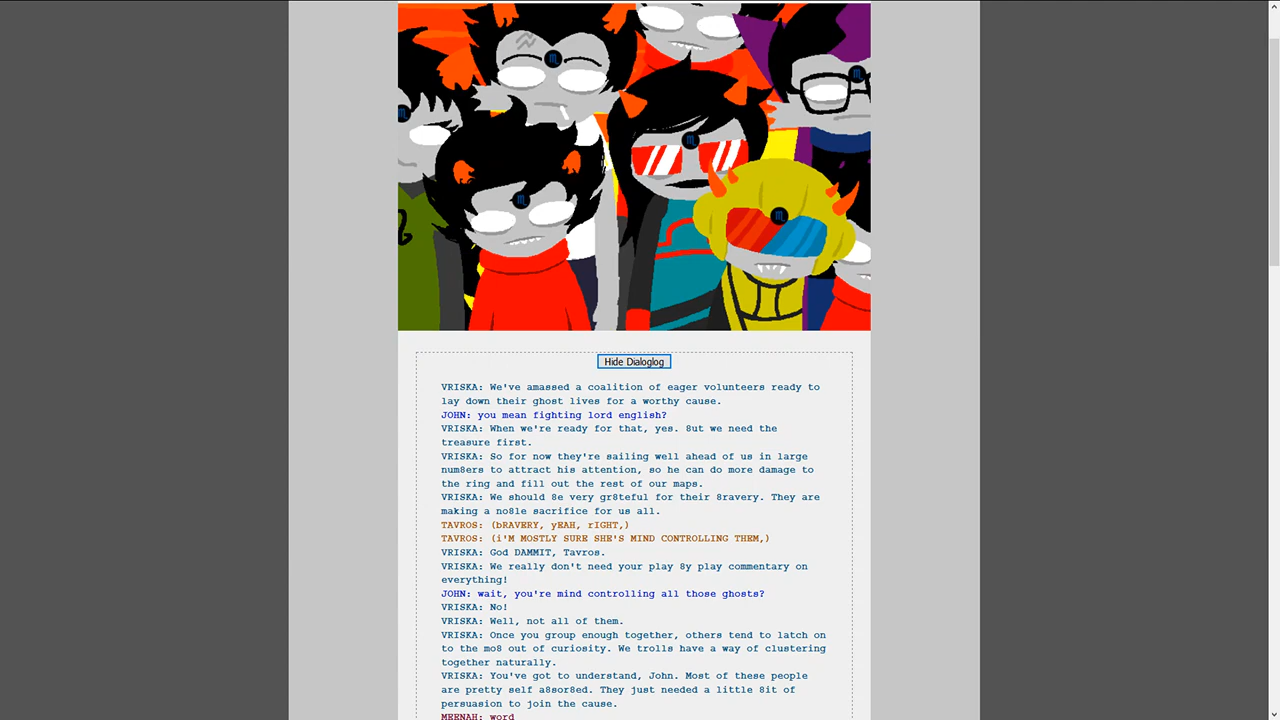 Hide Dialoglog
VRISKA: We've amassed a coalition of eager volunteers ready to
lay down their ghost lives for a worthy cause.
JOHN: you mean fighting lord english?
VRISKA: When we're ready for that, yes. 8ut we need the
treasure first.
VRISKA: So for now they're sailing well ahead of us in large
num8ers to attract his attention, so he can do more damage to
the ring and fill out the rest of our maps.
VRISKA: We should 8e very gr8teful for their 8ravery. They are
making a no8le sacrifice for us all.
TAVROS: (bRAVERY, yEAH, rIGHT,)
TAVROS: (i'M MOSTLY SURE SHE'S MIND CONTROLLING THEM,)
VRISKA: God DAMMIT, Tavros.
VRISKA: We really don't need your play 8y play commentary on
everything!
JOHN: wait, you're mind controlling all those ghosts?
VRISKA: No!
VRISKA: Well, not all of them.
VRISKA: Once you group enough together, others tend to latch on
to the mo8 out of curiosity. We trolls have a way of clustering
together naturally.
VRISKA: You've got to understand, John. Most of these people
are pretty self a8sor8ed. They just needed a little 8it of
persuasion to join the cause.
MEENAH: word